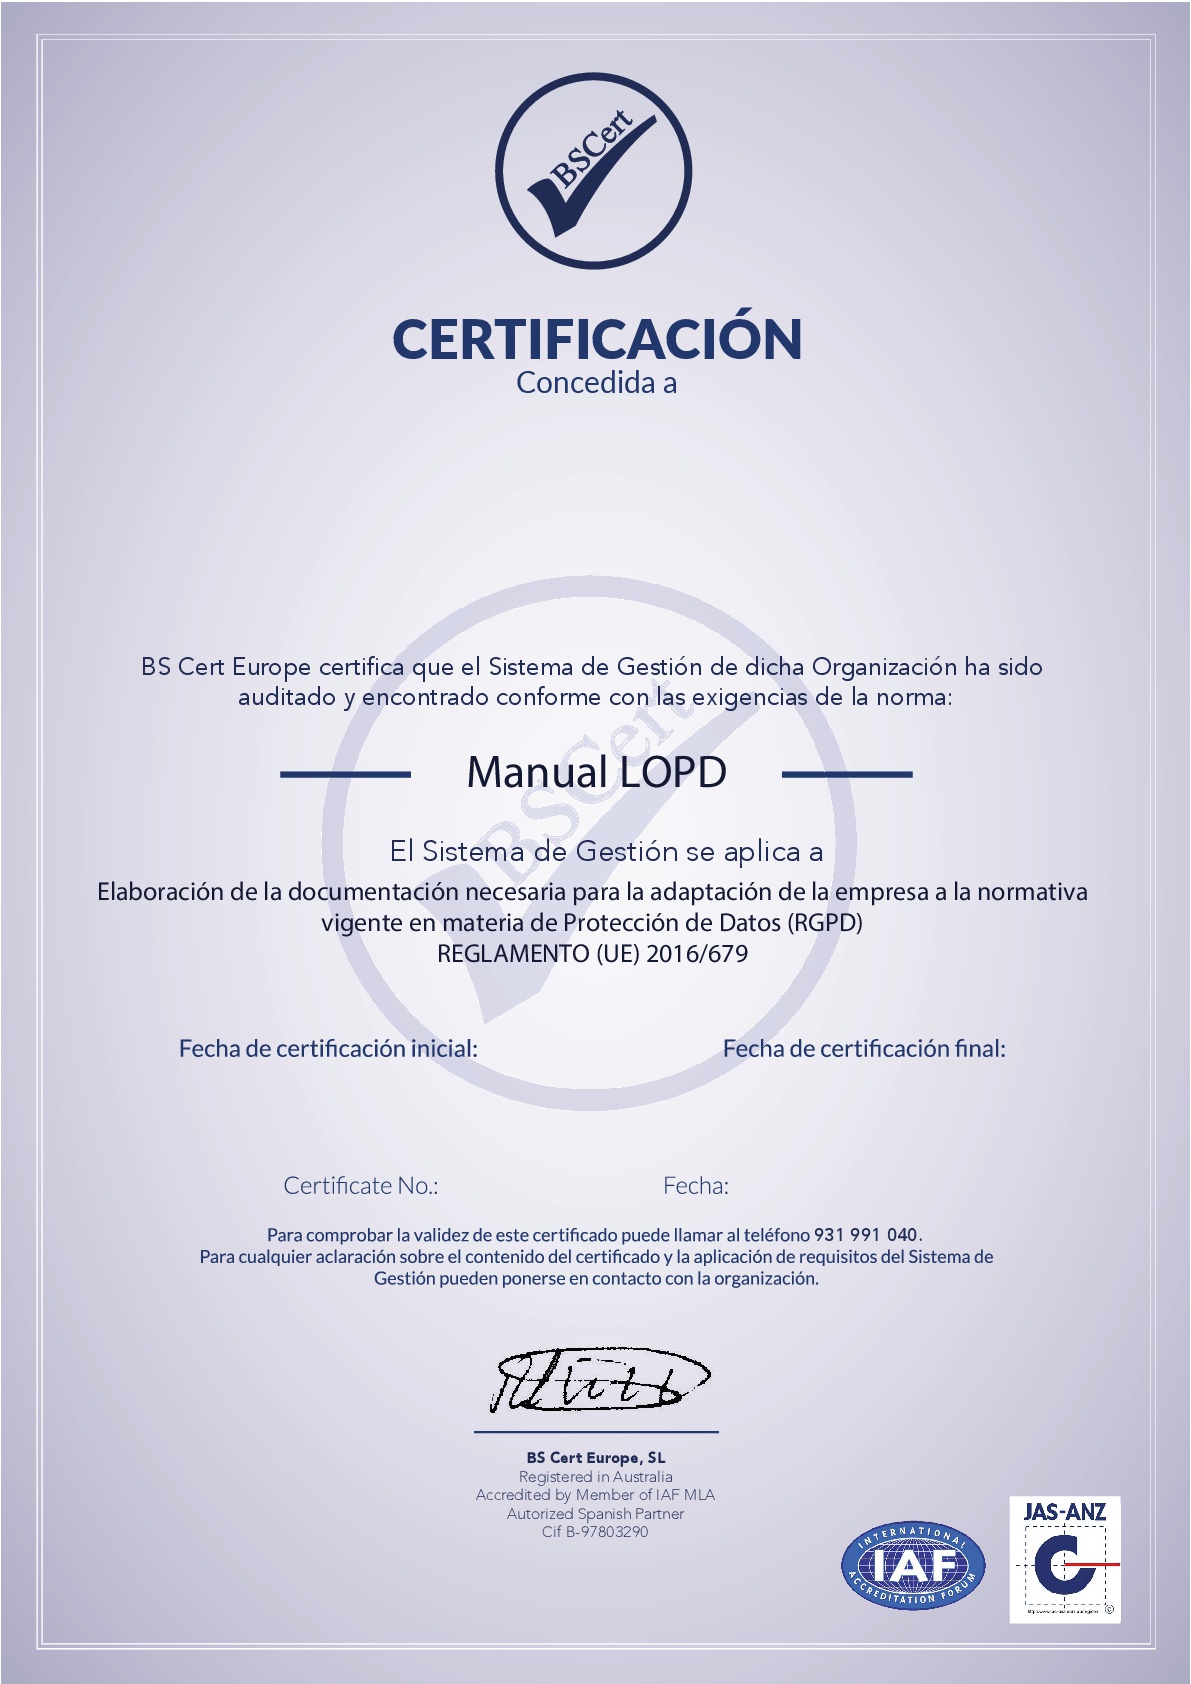 BSCert
CERTIFICACIÓN
Concedida a
BS Cert Europe certifica que el Sistema de Gestión de dicha Organización ha sido
auditado y encontrado conforme con las exigencias de la norma:
BSCert
Manual LOPD
El Sistema de Gestión se aplica a
Elaboración de la documentación necesaria para la adaptación de la empresa a la normativa
vigente en materia de Protección de Datos (RGPD)
REGLAMENTO (UE) 2016/679
Fecha de certificación inicial:
Fecha de certificación final:
Certificate No.:
Fecha:
Para comprobar la validez de este certificado puede llamar al teléfono 931 991 040.
Para cualquier aclaración sobre el contenido del certificado y la aplicación de requisitos del Sistema de
Gestión pueden ponerse en contacto con la organización.
BS Cert Europe, SL
Registered in Australia
Accredited by Member of IAF MLA
Autorized Spanish Partner
Cif B-97803290
INTERNATIONAL
IAF
ACCREDITATION FORUM
JAS-ANZ
C
©